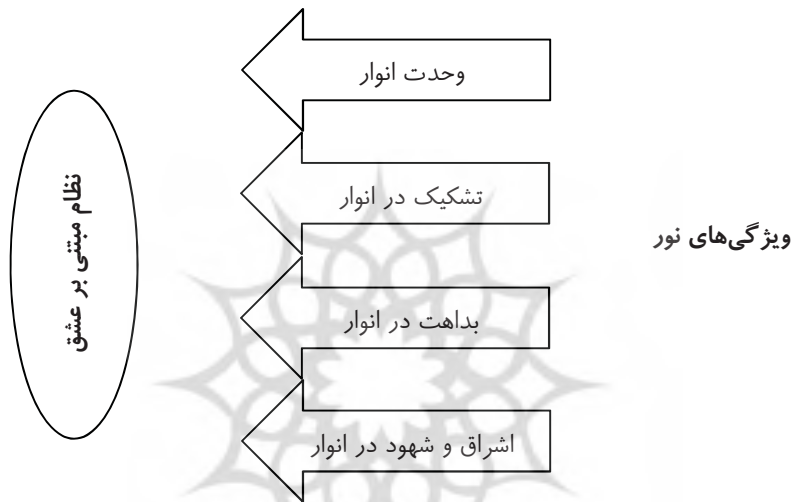 ویژگی‌های نور
وحدت انوار
تشکیک در انوار
بداهت در انوار
اشراق و شهود در انوار
نظام مبتنی بر عشق